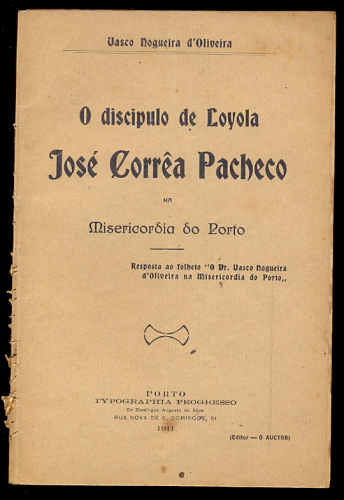 Vasco Nogueira d'Oliveira
O discipulo de Loyola
José Corrêa Pacheco
NA
Misericordia do Porto
Resposta ao folheto "O Dr. Vasco Nogueira
d'Oliveira na Misericordia do Porto„
PORTO
TYPOGRAPHIA PROGRESSO
De Domingos Augusto da Silva
RUA NOVA DE S. DOMINGOS, 91
1911
(Editor — O AUCTOR)